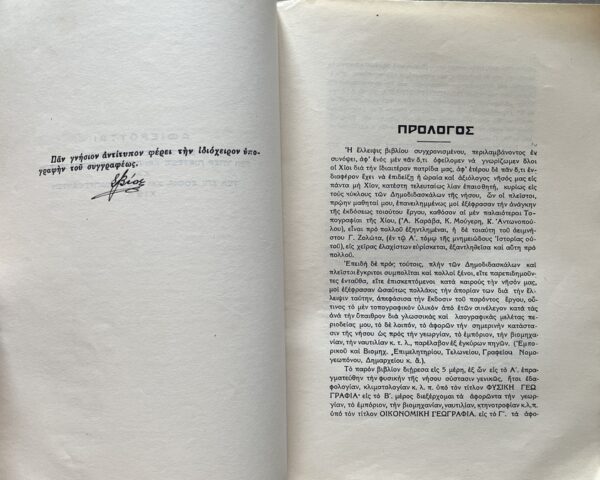 Πᾶν γνήσιον ἀντίτυπον φέρει τὴν ἰδιόχειρον ὑπο-
γραφὴν τοῦ συγγραφέως.
ΠΡΟΛΟΓΟΣ
Ἡ ἔλλειψις βιβλίου συγχρονισμένου, περιλαμβάνοντος ἐν
συνόψει, ἀφ' ἑνὸς μὲν πᾶν ὅ,τι ὀφείλομεν νὰ γνωρίζωμεν ὅλοι
οἱ Χῖοι διὰ τὴν ἰδιαιτέραν πατρίδα μας, ἀφ' ἑτέρου δὲ πᾶν ὅ,τι ἐν-
διαφέρον ἔχει νὰ ἐπιδείξῃ ἡ ὡραία καὶ ἀξιόλογος νῆσός μας εἰς
πάντα μὴ Χῖον, κατέστη τελευταίως λίαν ἐπαισθητή, κυρίως εἰς
τοὺς κύκλους τῶν Δημοδιδασκάλων τῆς νήσου, ὧν οἱ πλεῖστοι,
πρώην μαθηταί μου, ἐπανειλημμένως μοὶ ἐξέφρασαν τὴν ἀνάγκην
τῆς ἐκδόσεως τοιούτου ἔργου, καθόσον αἱ μὲν παλαιότεραι Το-
πογραφίαι τῆς Χίου, (Ἀ. Καράβα, Κ. Μούγερη, Κ. Ἀντωνοπού-
λου), εἶναι πρὸ πολλοῦ ἐξηντλημέναι, ἡ δὲ τοιαύτη τοῦ ἀειμνή-
στου Γ. Ζολώτα, (ἐν τῷ Α΄. τόμῳ τῆς μνημειώδους Ἱστορίας οὑ-
τοῦ), εἰς χεῖρας ἐλαχίστων εὑρίσκεται, ἐξαντληθεῖσα καὶ αὕτη πρὸ
πολλοῦ.
Ἐπειδὴ δὲ πρὸς τούτοις, πλὴν τῶν Δημοδιδασκάλων καὶ
πλεῖστοι ἔγκριτοι συμπολῖται καὶ πολλοὶ ξένοι, εἴτε παρεπιδημοῦν-
τες ἐνταῦθα, εἴτε ἐπισκεπτόμενοι κατὰ καιροὺς τὴν νῆσόν μας,
μοὶ ἐξέφρασαν ὡσαύτως πολλάκις τὴν ἀπορίαν των διὰ τὴν ἔλ-
λειψιν ταύτην, ἀπεφάσισα τὴν ἔκδοσιν τοῦ παρόντος ἔργου, οὗ-
τινος τὸ μὲν τοπογραφικὸν ὑλικὸν ἀπὸ ἐτῶν συνέλεγον κατὰ τὰς
ἀνὰ τὴν ὕπαιθρον διὰ γλωσσικὰς καὶ λαογραφικὰς μελέτας πε-
ριοδείας μου, τὸ δὲ λοιπόν, τὸ ἀφορῶν τὴν σημερινὴν κατάστα-
σιν τῆς νήσου ὡς πρὸς τὴν γεωργίαν, τὸ ἐμπόριον, τὴν βιομηχα-
νίαν, τὴν ναυτιλίαν κ. τ. λ., παρέλαβον ἐξ ἐγκύρων πηγῶν. (Ἐμπο-
ρικοῦ καὶ Βιομηχ. Ἐπιμελητηρίου, Τελωνείου, Γραφείου Νομο-
γεωπόνου, Δημαρχείου κ. ἄ.).
Τὸ παρὸν βιβλίον διῄρεσα εἰς 5 μέρη, ἐξ ὧν εἰς τὸ Α΄. ἐπρα-
γματεύθην τὴν φυσικὴν τῆς νήσου σύστασιν γενικῶς, ἤτοι ἐδα-
φολογίαν, κλιματολογίαν κ. λ. π. ὑπὸ τὸν τίτλον ΦΥΣΙΚΗ ΓΕΩ
ΓΡΑΦΙΑ· εἰς τὸ Β΄. μέρος διεξέρχομαι τὰ ἀφορῶντα τὴν γεωρ-
γίαν, τὸ ἐμπόριον, τὴν βιομηχανίαν, ναυτιλίαν, κτηνοτροφίαν κ.λ.π.
ὑπὸ τὸν τίτλον ΟΙΚΟΝΟΜΙΚΗ ΓΕΩΓΡΑΦΙΑ. εἰς τὸ Γ΄. τὰ ἀφο-